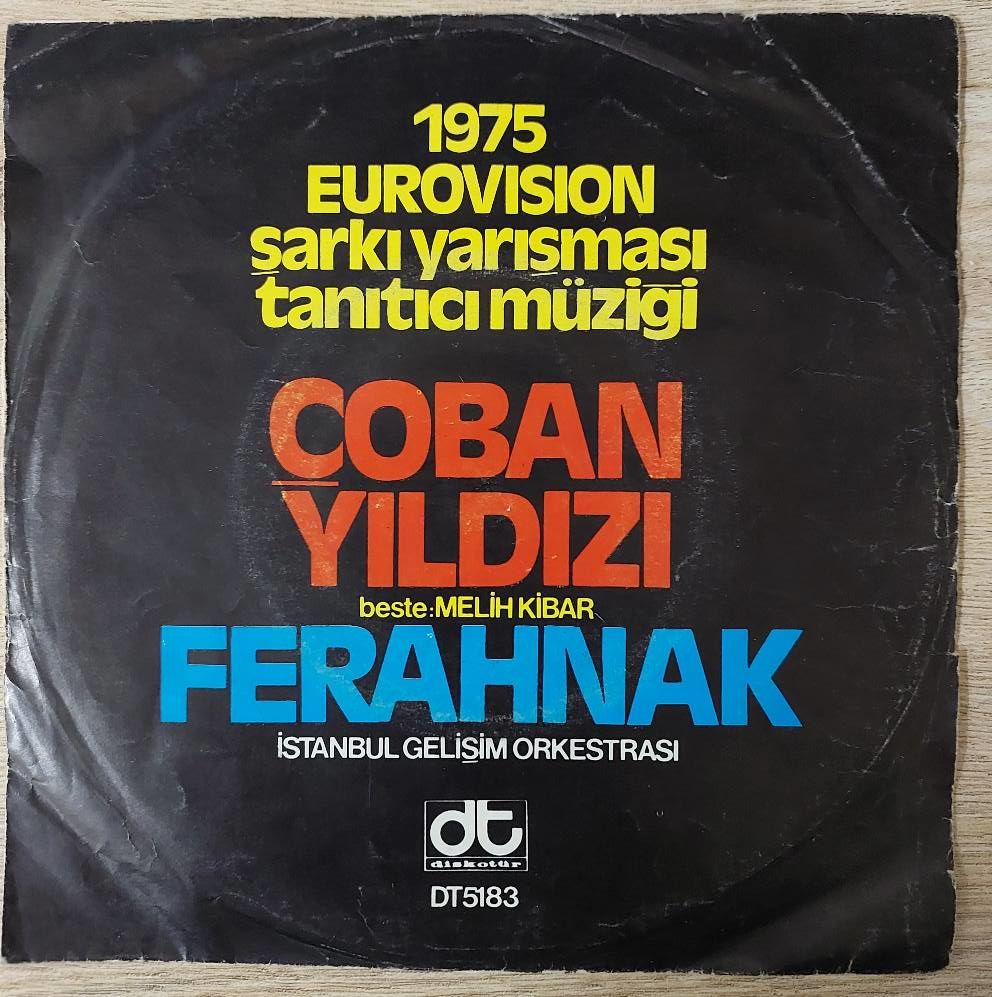 1975
EUROVISION
şarkı yarışması
tanıtıcı müziği
ÇOBAN
YILDIZI
beste: MELİH KİBAR
FERAHNAK
İSTANBUL GELİŞİM ORKESTRASI
dt
diskotür
DT5183